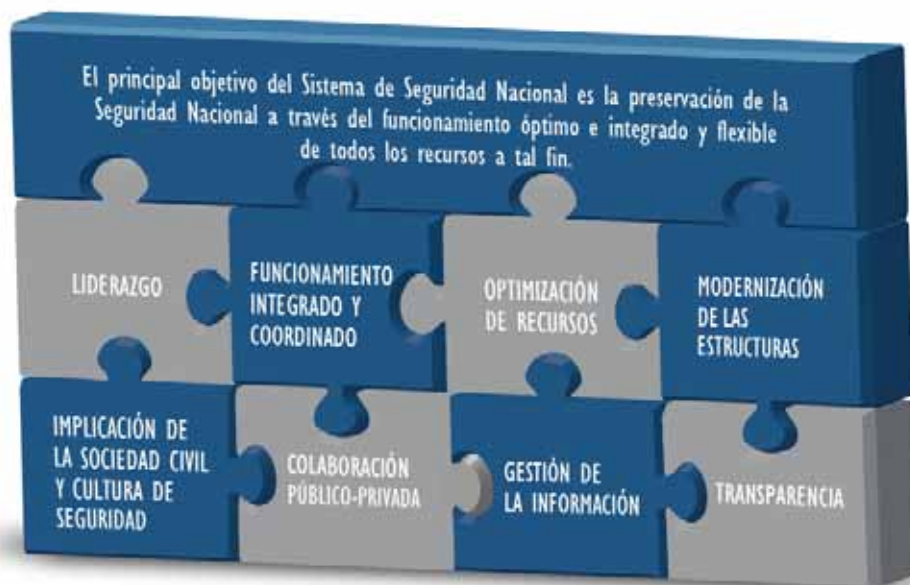 El principal objetivo del Sistema de Seguridad Nacional es la preservación de la
Seguridad Nacional a través del funcionamiento óptimo e integrado y flexible
de todos los recursos a tal fin.
LIDERAZGO
FUNCIONAMIENTO
INTEGRADO Y
COORDINADO
OPTIMIZACIÓN
DE RECURSOS
MODERNIZACIÓN
DE LAS
ESTRUCTURAS
IMPLICACIÓN DE
LA SOCIEDAD CIVIL
Y CULTURA DE
SEGURIDAD
COLABORACIÓN
PÚBLICO-PRIVADA
GESTIÓN DE
LA INFORMACIÓN
TRANSPARENCIA